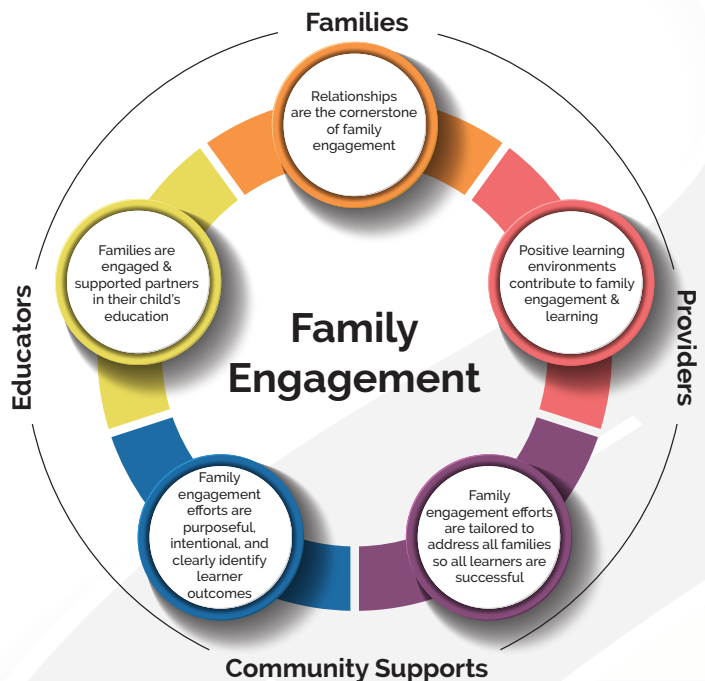 Families
Relationships
are the cornerstone
of family
engagement
Families are
engaged &
supported partners
in their child's
education
Positive learning
environments
contribute to family
engagement &
learning
Educators
Family
Engagement
Providers
Family
engagement
efforts are
purposeful,
intentional, and
clearly identify
learner
outcomes
Family
engagement efforts
are tailored to
address all families
so all learners are
successful
Community Supports